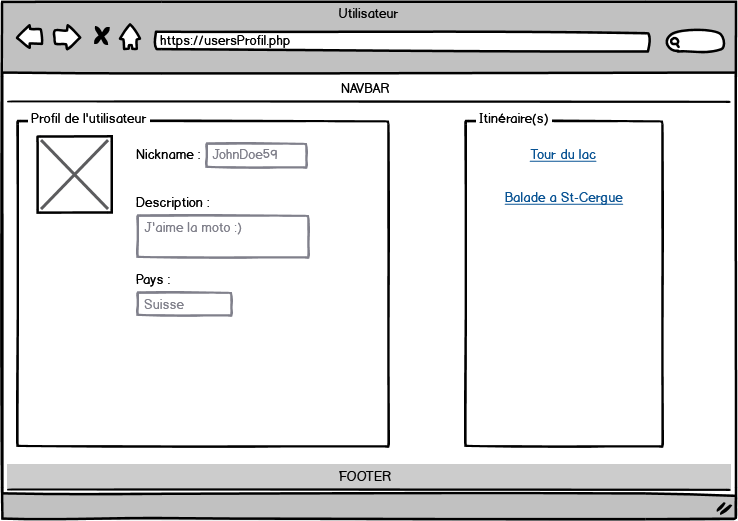 Utilisateur
https://usersProfil.php
NAVBAR
Profil de l'utilisateur
Nickname : JohnDoe59
Description :
J'aime la moto :)
Pays :
Suisse
Itinéraire(s)
Tour du lac
Balade a St-Cergue
FOOTER